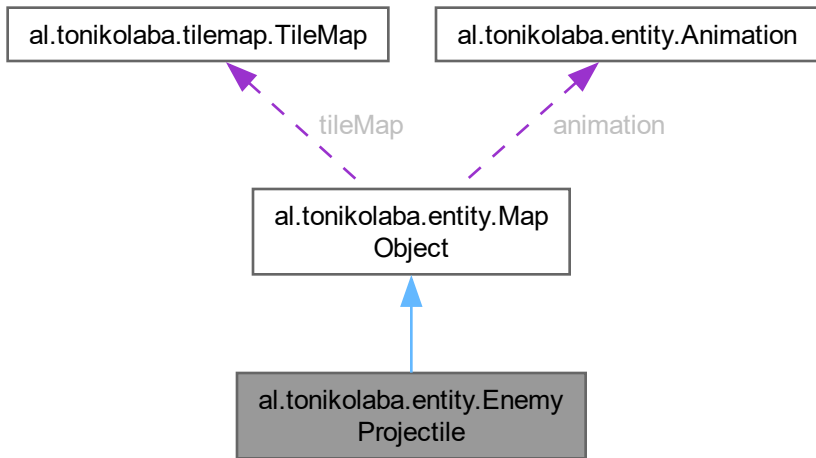 al.tonikolaba.tilemap.TileMap
al.tonikolaba.entity.Animation
tileMap
animation
al.tonikolaba.entity.Map
Object
al.tonikolaba.entity.Enemy
Projectile